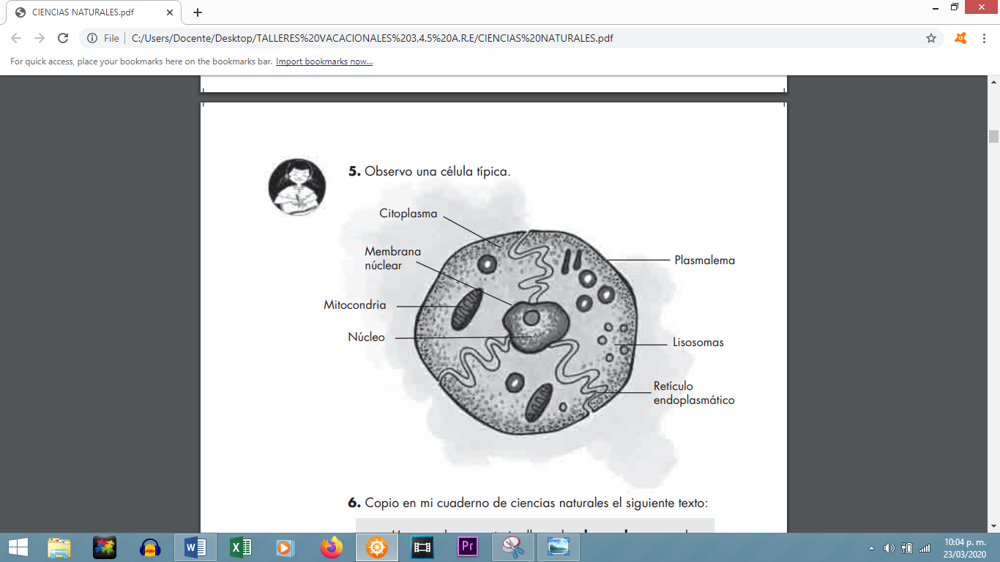 CIENCIAS NATURALES.pdf
File | C:/Users/Docente/Desktop/TALLERES%20VACACIONALES%203,4.5%20A.R.E/CIENCIAS%20NATURALES.pdf
For quick access, place your bookmarks here on the bookmarks bar. Import bookmarks now...
5. Observo una célula típica.
Citoplasma
Membrana
núclear
Mitocondria
Núcleo
Plasmalema
Lisosomas
Retículo
endoplasmático
6. Copio en mi cuaderno de ciencias naturales el siguiente texto:
Pr
10:04 p. m.
23/03/2020